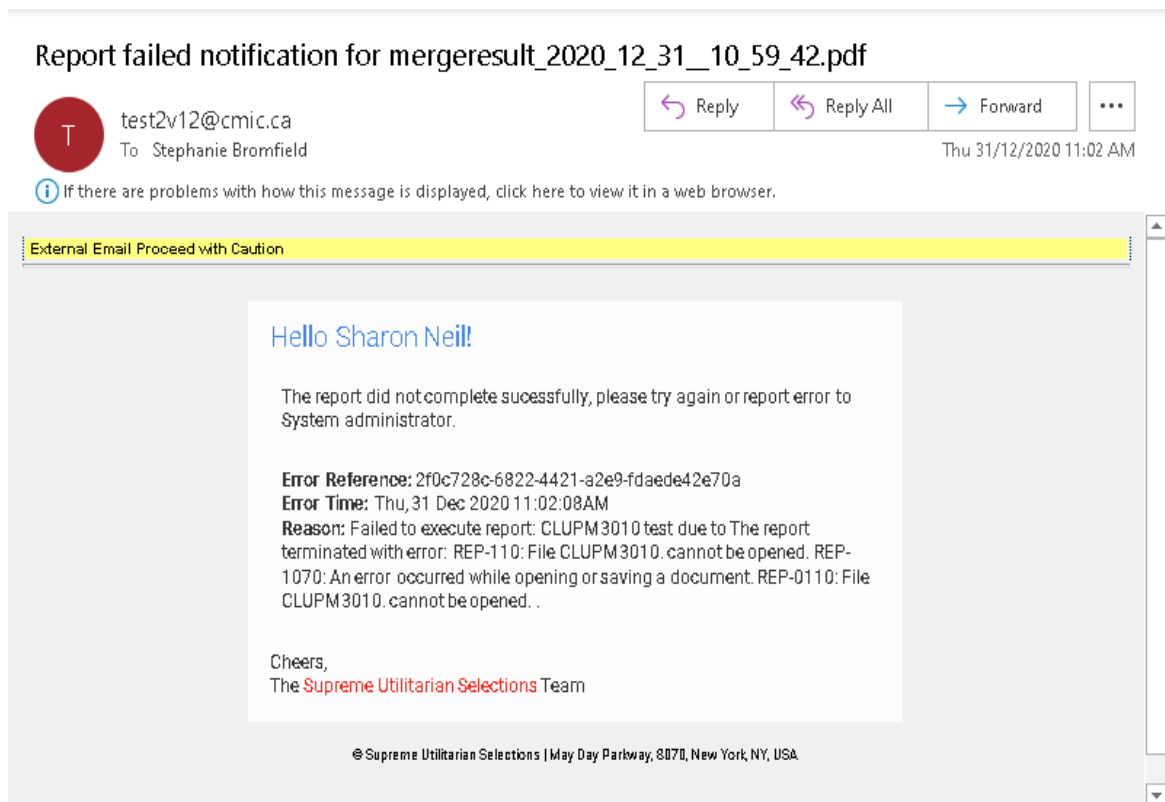 Report failed notification for mergeresult_2020_12_31__10_59_42.pdf
T
test2v12@cmic.ca
To Stephanie Bromfield
Reply
Reply All
Forward
...
Thu 31/12/2020 11:02 AM
If there are problems with how this message is displayed, click here to view it in a web browser.
External Email Proceed with Caution
Hello Sharon Neil!
The report did not complete sucessfully, please try again or report error to
System administrator.
Error Reference: 2f0c728c-6822-4421-a2e9-fdaede42e70a
Error Time: Thu, 31 Dec 2020 11:02:08AM
Reason: Failed to execute report: CLUPM3010 test due to The report
terminated with error: REP-110: File CLUPM3010. cannot be opened. REP-
1070: An error occurred while opening or saving a document. REP-0110: File
CLUPM3010. cannot be opened. .
Cheers,
The Supreme Utilitarian Selections Team
© Supreme Utilitarian Selections | May Day Parkway, 8070, New York, NY, USA